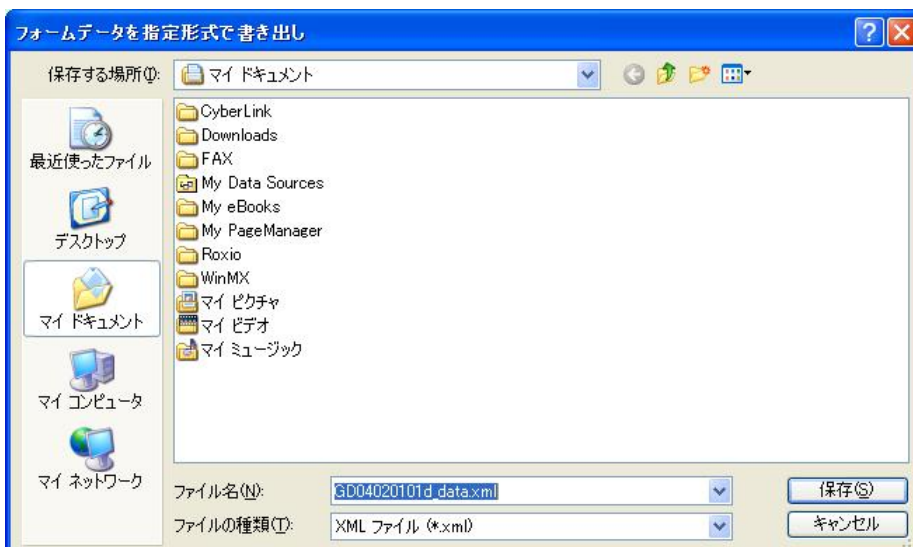 フォームデータを指定形式で書き出し
保存する場所(I):
マイ ドキュメント
最近使ったファイル
デスクトップ
マイ ドキュメント
マイ コンピュータ
マイ ネットワーク
CyberLink
Downloads
FAX
My Data Sources
My eBooks
My PageManager
Roxio
WinMX
マイ ピクチャ
マイ ビデオ
マイ ミュージック
ファイル名(N):
GD04020101d_data.xml
保存(S)
ファイルの種類(T):
XML ファイル (*.xml)
キャンセル